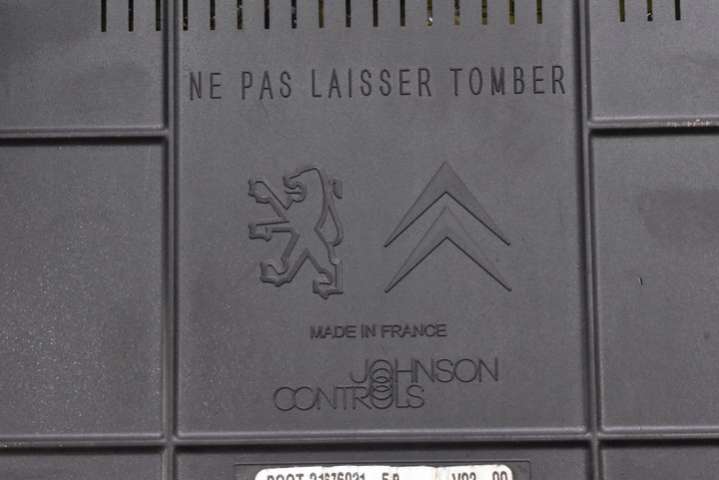 NE PAS LAISSER TOMBER
MADE IN FRANCE
JOHNSON
CONTROLS